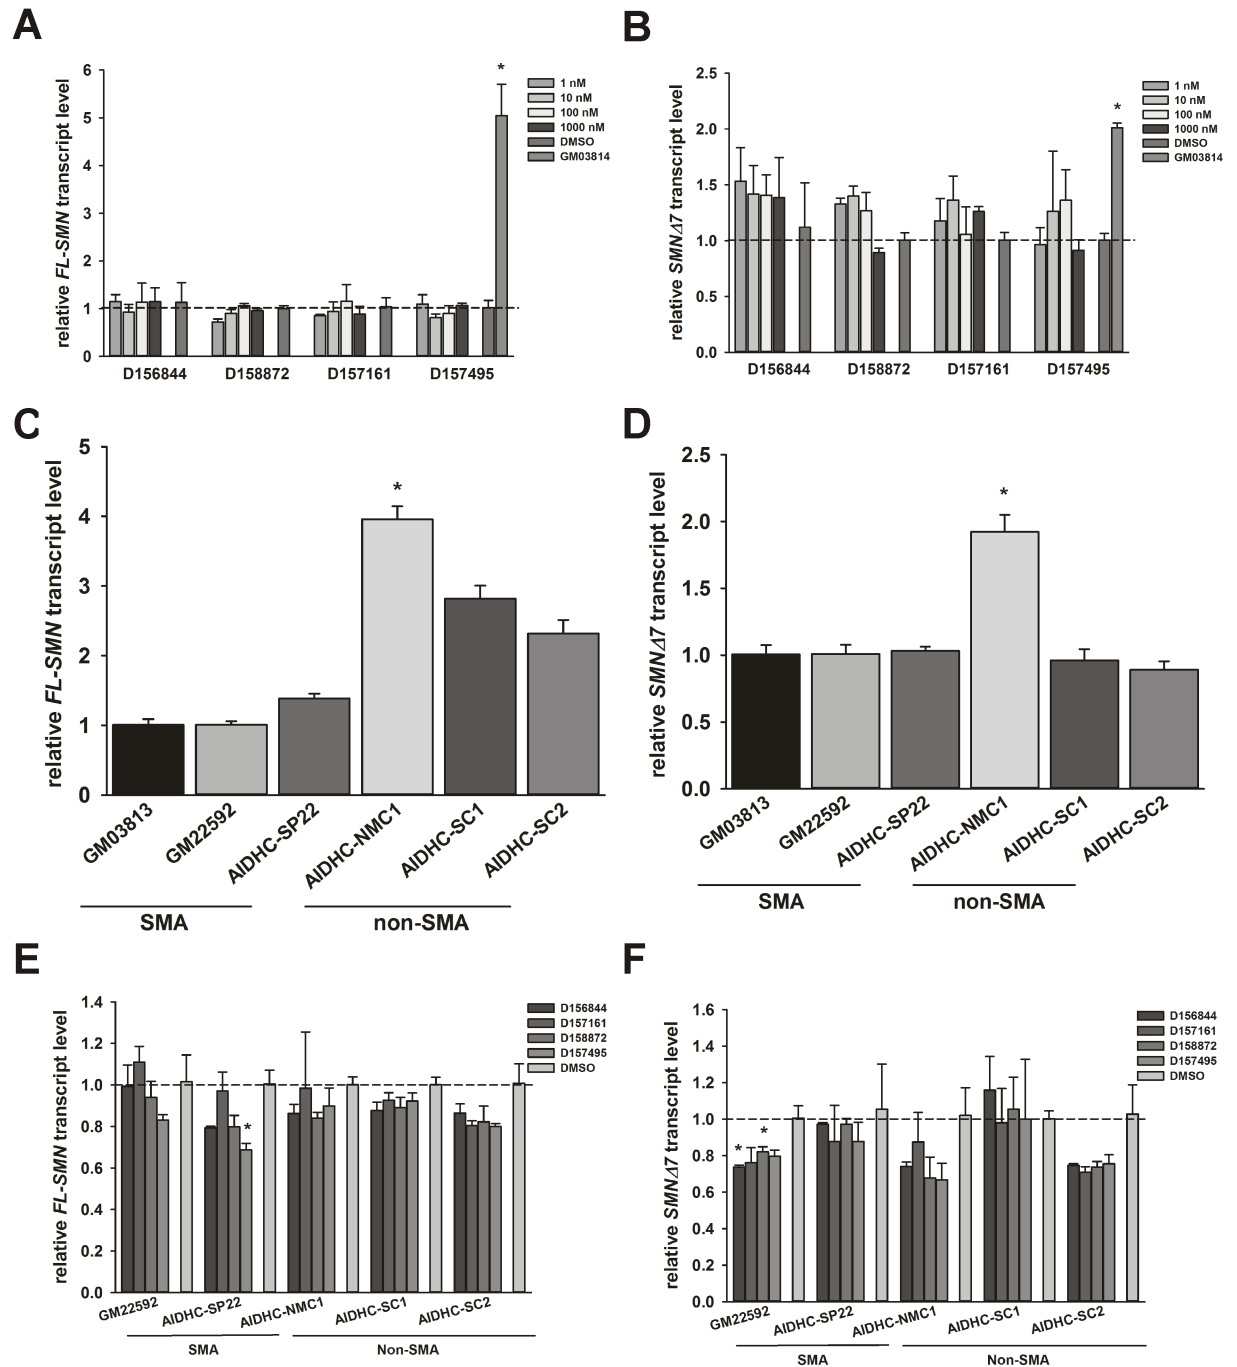 A
relative FL-SMN transcript level
6
5
4
3
2
1
0
*
1 nM
10 nM
100 nM
1000 nM
DMSO
GM03814
D156844
D158872
D157161
D157495
B
relative SMNΔ7 transcript level
2.5
2.0
1.5
1.0
0.5
0.0
*
1 nM
10 nM
100 nM
1000 nM
DMSO
GM03814
D156844
D158872
D157161
D157495
C
relative FL-SMN transcript level
5
4
3
2
1
0
*
GM03813
GM22592
AIDHC-SP22
AIDHC-NMC1
AIDHC-SC1
AIDHC-SC2
SMA
non-SMA
D
relative SMNΔ7 transcript level
2.5
2.0
1.5
1.0
0.5
0.0
*
GM03813
GM22592
AIDHC-SP22
AIDHC-NMC1
AIDHC-SC1
AIDHC-SC2
SMA
non-SMA
E
relative FL-SMN transcript level
1.4
1.2
1.0
0.8
0.6
0.4
0.2
0.0
*
D156844
D157161
D158872
D157495
DMSO
GM22592
AIDHC-SP22
AIDHC-NMC1
AIDHC-SC1
AIDHC-SC2
SMA
Non-SMA
F
relative SMNΔ7 transcript level
1.6
1.4
1.2
1.0
0.8
0.6
0.4
0.2
0.0
*
*
D156844
D157161
D158872
D157495
DMSO
GM22592
AIDHC-SP22
AIDHC-NMC1
AIDHC-SC1
AIDHC-SC2
SMA
Non-SMA